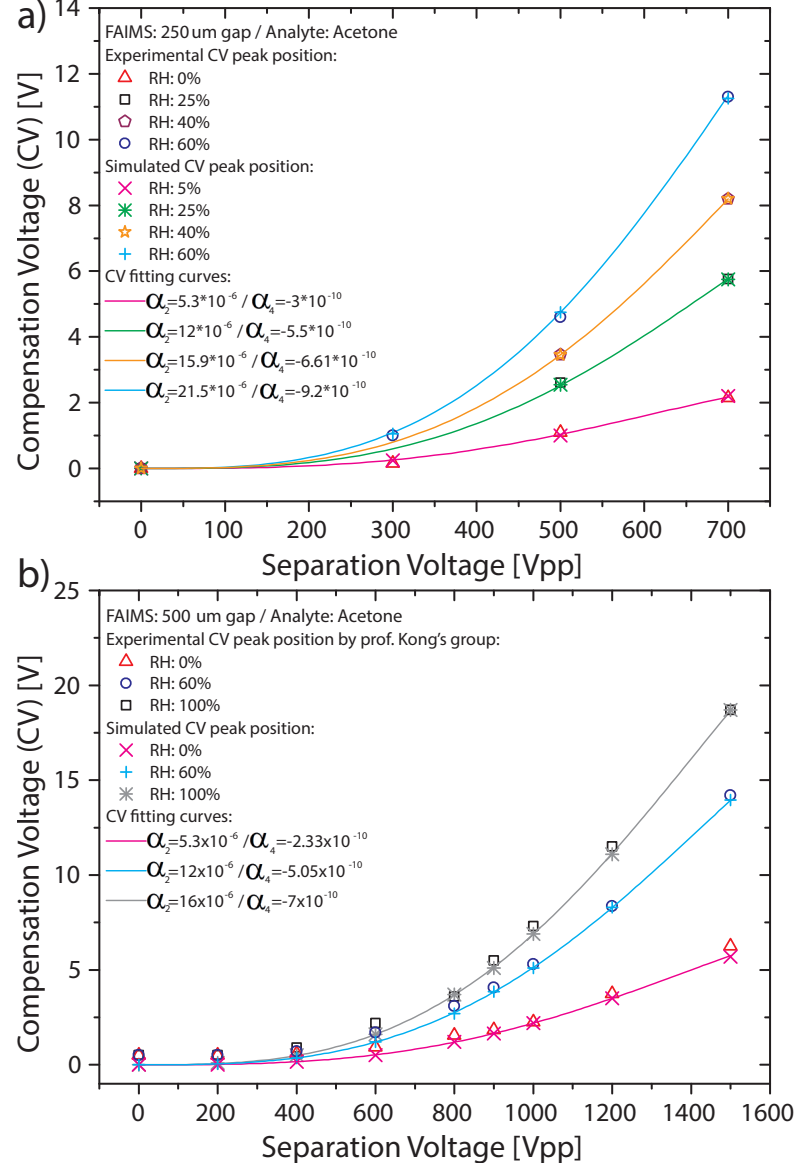 a)
FAIMS: 250 um gap / Analyte: Acetone
Experimental CV peak position:
RH: 0%
RH: 25%
RH: 40%
RH: 60%
Simulated CV peak position:
RH: 5%
RH: 25%
RH: 40%
RH: 60%
CV fitting curves:
α₂=5.3*10⁻⁶ / α₄=-3*10⁻¹⁰
α₂=12*10⁻⁶ / α₄=-5.5*10⁻¹⁰
α₂=15.9*10⁻⁶ / α₄=-6.61*10⁻¹⁰
α₂=21.5*10⁻⁶ / α₄=-9.2*10⁻¹⁰
Compensation Voltage (CV) [V]
14
12
10
8
6
4
2
0
0 100 200 300 400 500 600 700
Separation Voltage [Vpp]
b)
FAIMS: 500 um gap / Analyte: Acetone
Experimental CV peak position by prof. Kong's group:
RH: 0%
RH: 60%
RH: 100%
Simulated CV peak position:
RH: 0%
RH: 60%
RH: 100%
CV fitting curves:
α₂=5.3x10⁻⁶ / α₄=-2.33x10⁻¹⁰
α₂=12x10⁻⁶ / α₄=-5.05x10⁻¹⁰
α₂=16x10⁻⁶ / α₄=-7x10⁻¹⁰
Compensation Voltage (CV) [V]
25
20
15
10
5
0
0 200 400 600 800 1000 1200 1400 1600
Separation Voltage [Vpp]